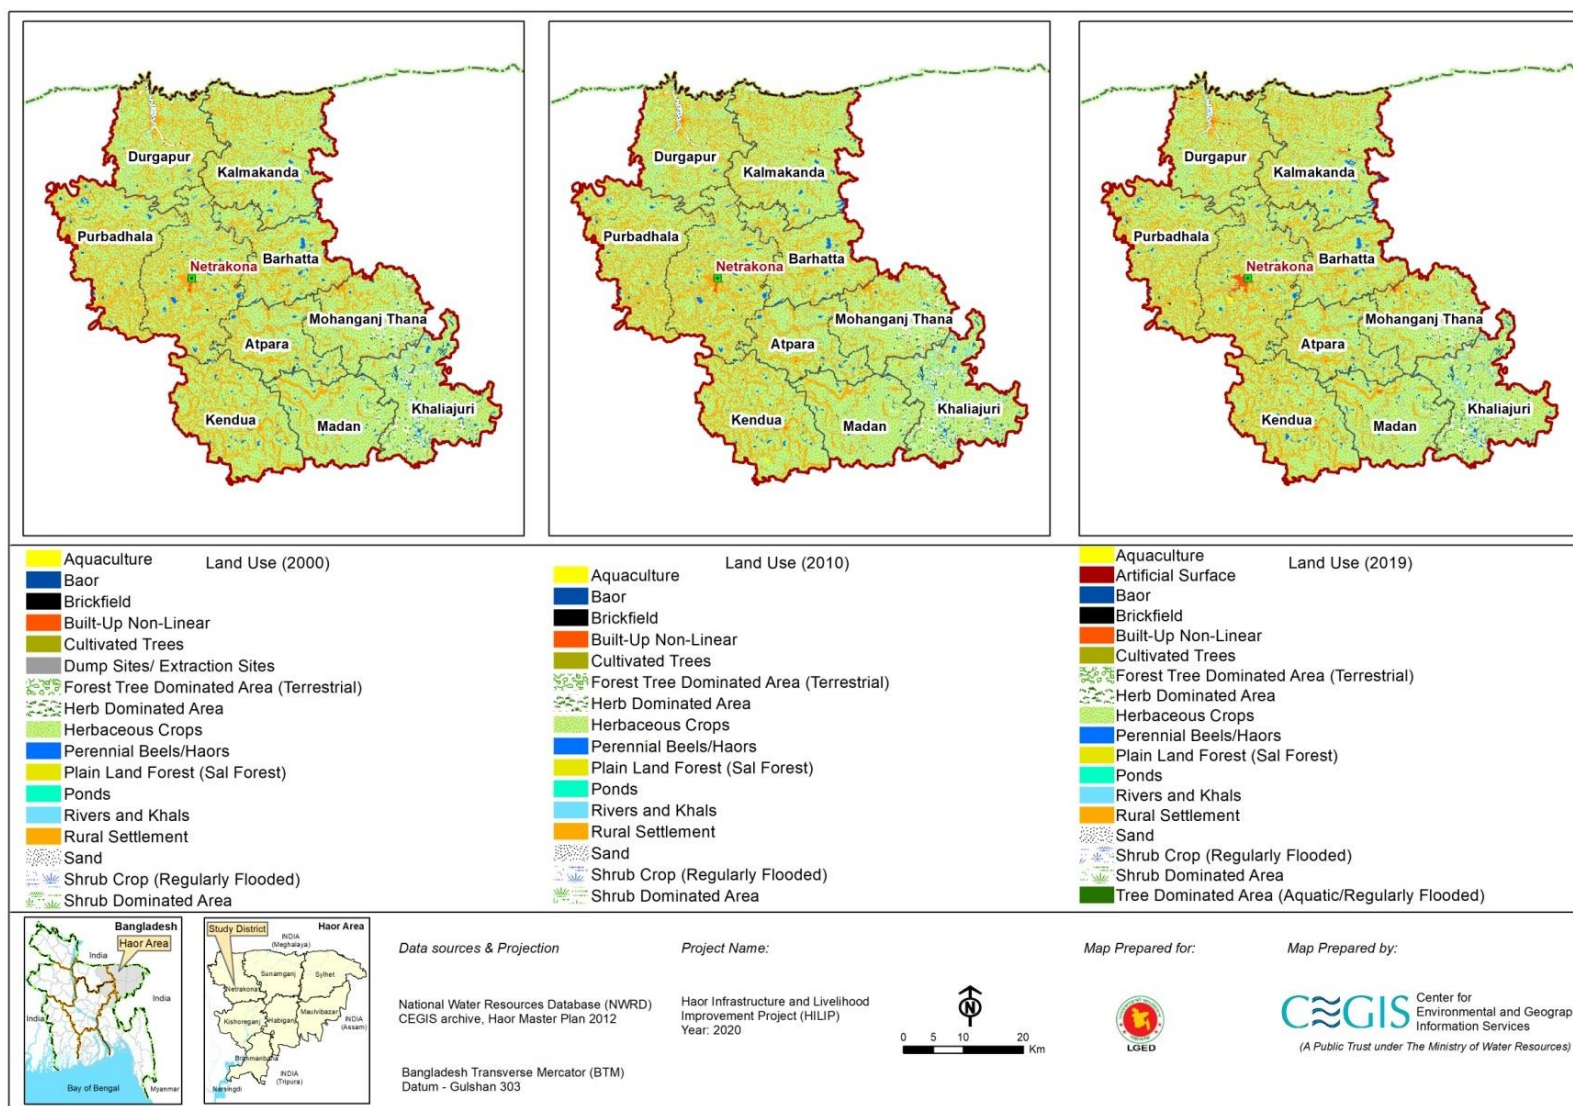 Durgapur
Kalmakanda
Purbadhala
Barhatta
Netrakona
Mohanganj Thana
Atpara
Khaliajuri
Kendua
Madan
Durgapur
Kalmakanda
Purbadhala
Barhatta
Netrakona
Mohanganj Thana
Atpara
Khaliajuri
Kendua
Madan
Durgapur
Kalmakanda
Purbadhala
Barhatta
Netrakona
Mohanganj Thana
Atpara
Khaliajuri
Kendua
Madan
Land Use (2000)
Aquaculture
Baor
Brickfield
Built-Up Non-Linear
Cultivated Trees
Dump Sites/ Extraction Sites
Forest Tree Dominated Area (Terrestrial)
Herb Dominated Area
Herbaceous Crops
Perennial Beels/Haors
Plain Land Forest (Sal Forest)
Ponds
Rivers and Khals
Rural Settlement
Sand
Shrub Crop (Regularly Flooded)
Shrub Dominated Area
Land Use (2010)
Aquaculture
Baor
Brickfield
Built-Up Non-Linear
Cultivated Trees
Forest Tree Dominated Area (Terrestrial)
Herb Dominated Area
Herbaceous Crops
Perennial Beels/Haors
Plain Land Forest (Sal Forest)
Ponds
Rivers and Khals
Rural Settlement
Sand
Shrub Crop (Regularly Flooded)
Shrub Dominated Area
Land Use (2019)
Aquaculture
Artificial Surface
Baor
Brickfield
Built-Up Non-Linear
Cultivated Trees
Forest Tree Dominated Area (Terrestrial)
Herb Dominated Area
Herbaceous Crops
Perennial Beels/Haors
Plain Land Forest (Sal Forest)
Ponds
Rivers and Khals
Rural Settlement
Sand
Shrub Crop (Regularly Flooded)
Shrub Dominated Area
Tree Dominated Area (Aquatic/Regularly Flooded)
Bangladesh
Haor Area
India
India
India
Bay of Bengal
Myanmar
Haor Area
Study District
INDIA
(Meghalaya)
Sunamganj
Sylhet
Netrakona
Maulvibazar
Kishoreganj
Habiganj
INDIA
(Assam)
Brahmanbaria
INDIA
(Tripura)
Narsingdi
Data sources & Projection
National Water Resources Database (NWRD)
CEGIS archive, Haor Master Plan 2012
Bangladesh Transverse Mercator (BTM)
Datum - Gulshan 303
Project Name:
Haor Infrastructure and Livelihood
Improvement Project (HILIP)
Year: 2020
N
0 5 10 20
Km
Map Prepared for:
LGED
Map Prepared by:
CEGIS
Center for
Environmental and Geograp
Information Services
(A Public Trust under The Ministry of Water Resources)